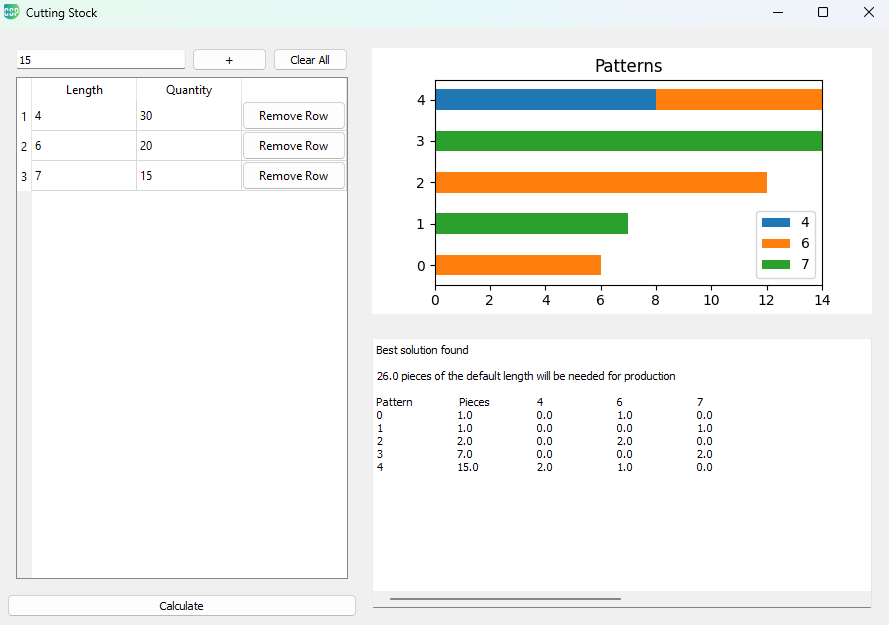 COP Cutting Stock
15 + Clear All
Length Quantity
1 4 30 Remove Row
2 6 20 Remove Row
3 7 15 Remove Row
Calculate
Patterns
4
3
2
1
0
4
6
7
0 2 4 6 8 10 12 14
Best solution found
26.0 pieces of the default length will be needed for production
Pattern Pieces 4 6 7
0 1.0 0.0 1.0 0.0
1 1.0 0.0 0.0 1.0
2 2.0 0.0 2.0 0.0
3 7.0 0.0 0.0 2.0
4 15.0 2.0 1.0 0.0